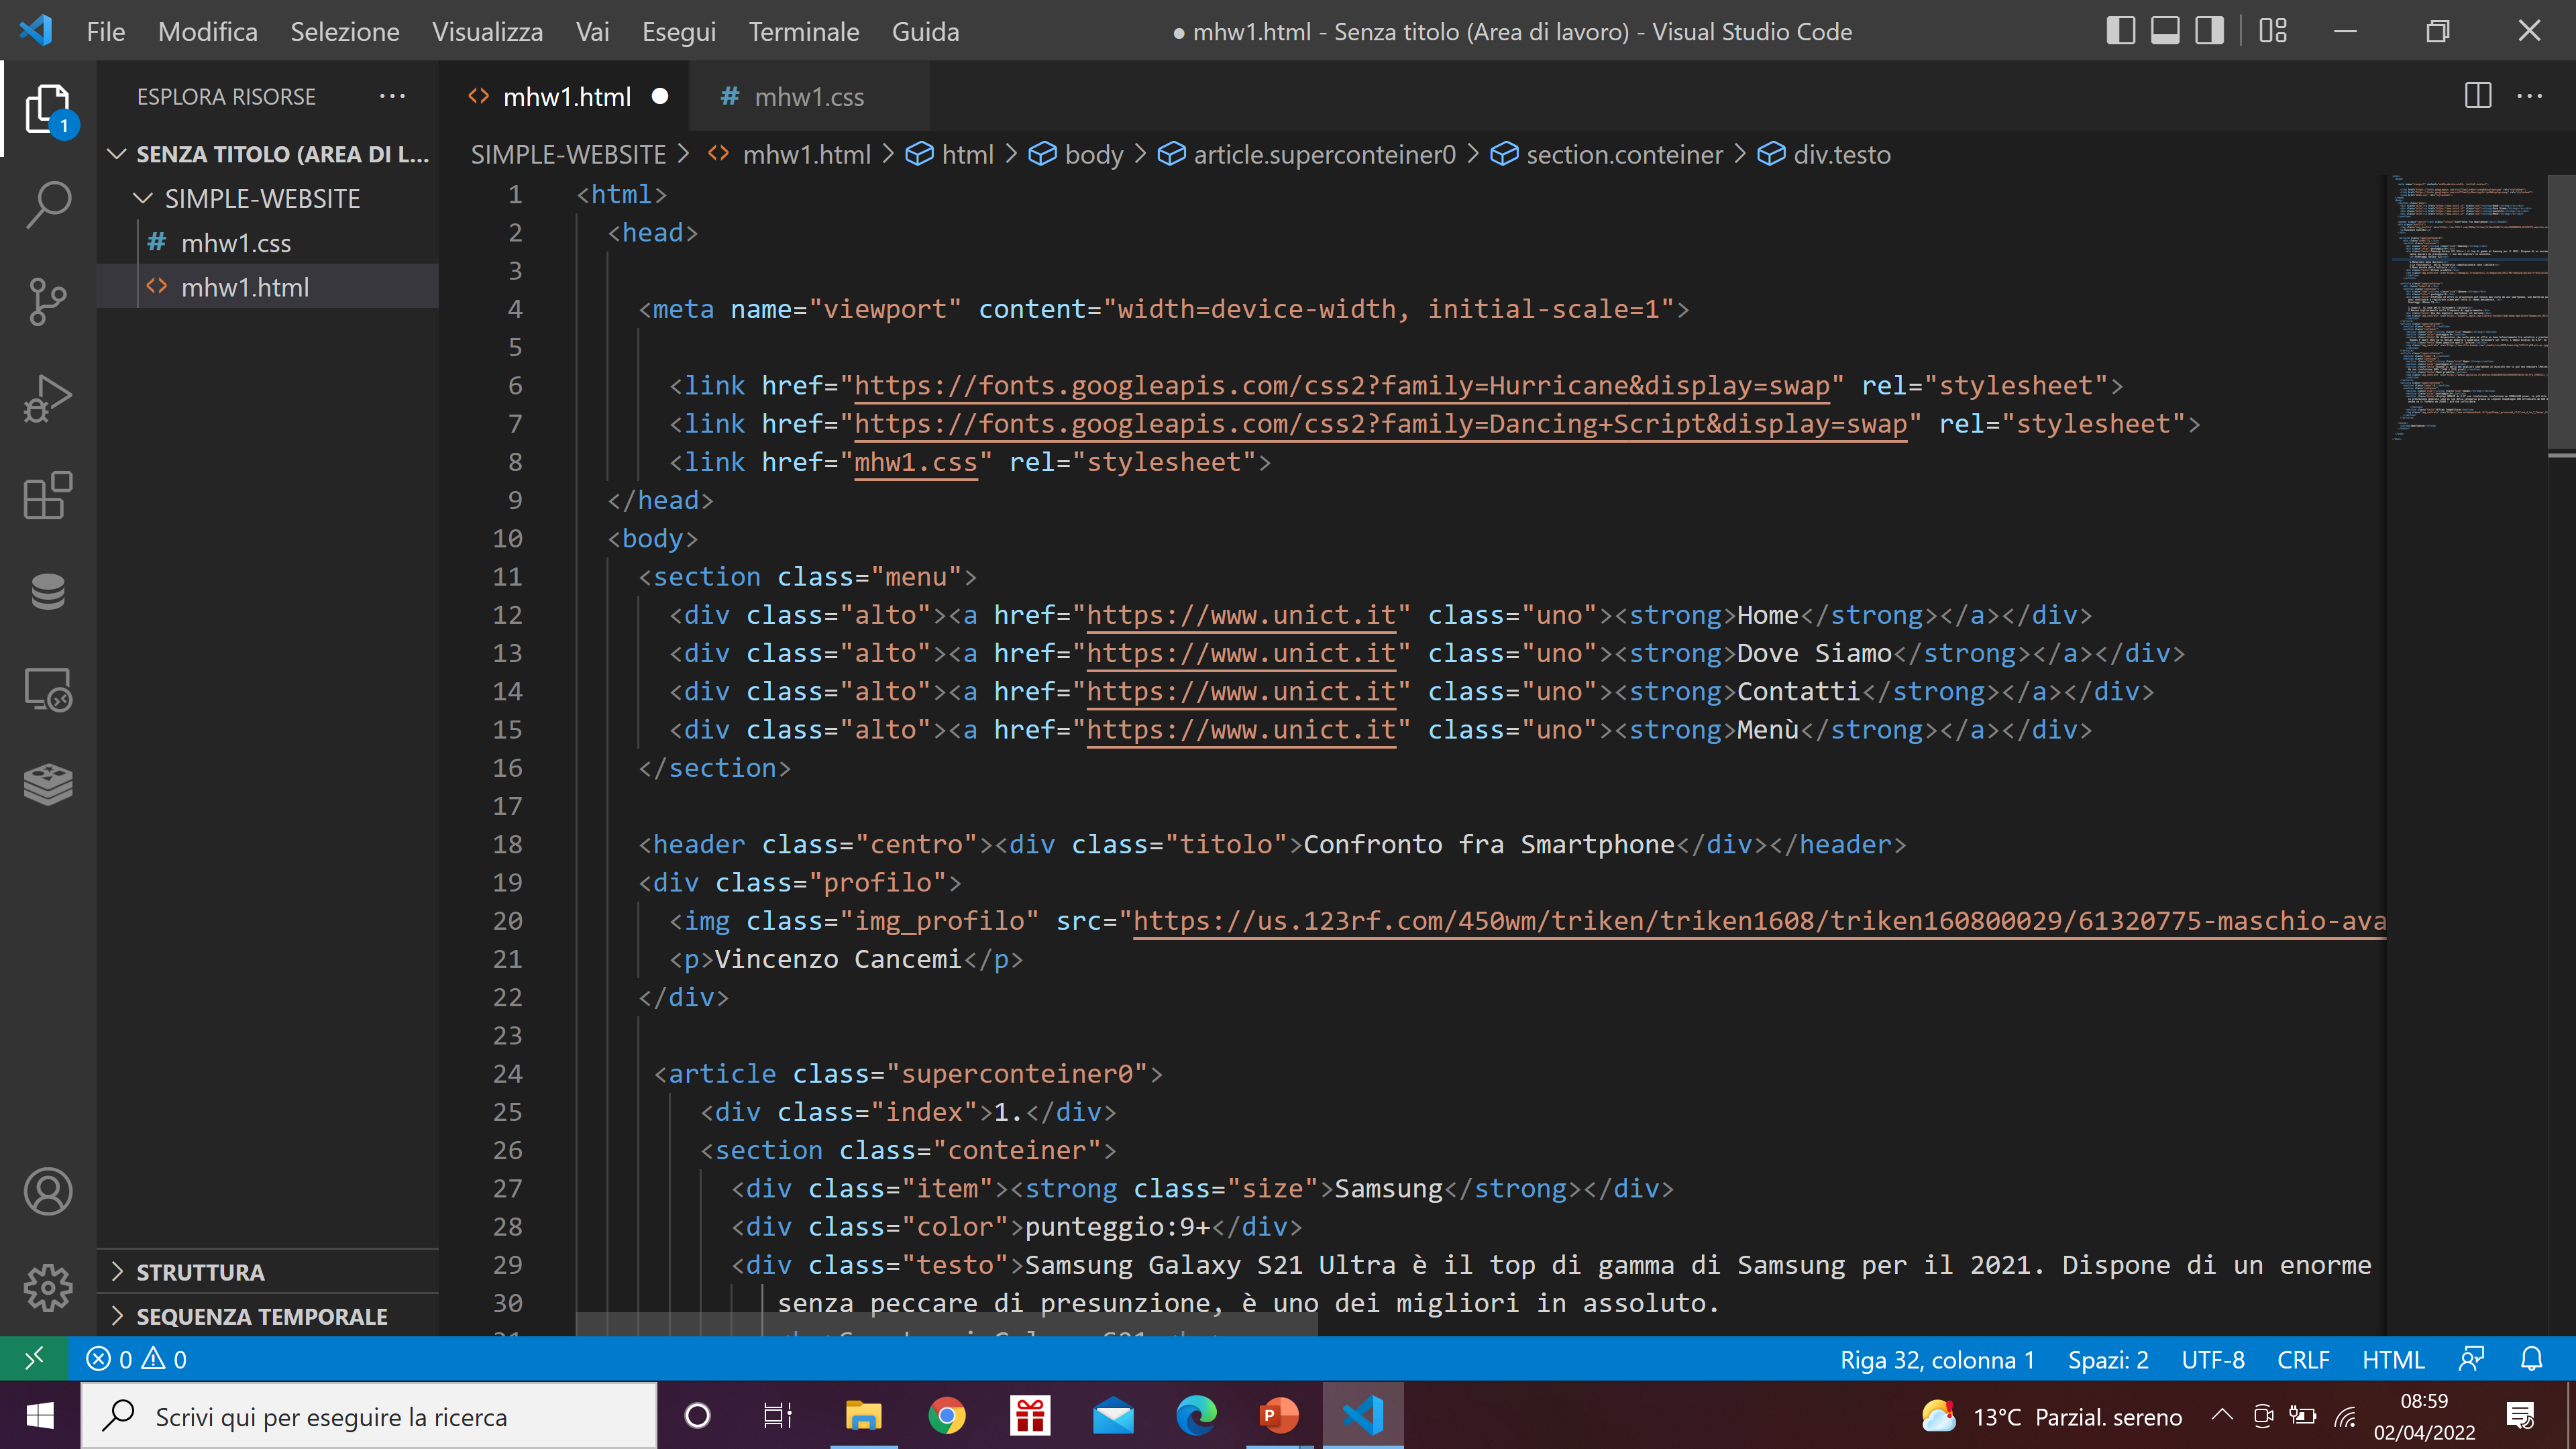 File Modifica Selezione Visualizza Vai Esegui Terminale Guida
● mhw1.html - Senza titolo (Area di lavoro) - Visual Studio Code
ESPLORA RISORSE
1
SENZA TITOLO (AREA DI L...
SIMPLE-WEBSITE
# mhw1.css
<> mhw1.html
STRUTTURA
SEQUENZA TEMPORALE
<> mhw1.html ●
# mhw1.css
SIMPLE-WEBSITE > <> mhw1.html > html > body > article.superconteiner0 > section.conteiner > div.testo
1 <html>
2 <head>
3
4 <meta name="viewport" content="width=device-width, initial-scale=1">
5
6 <link href="https://fonts.googleapis.com/css2?family=Hurricane&display=swap" rel="stylesheet">
7 <link href="https://fonts.googleapis.com/css2?family=Dancing+Script&display=swap" rel="stylesheet">
8 <link href="mhw1.css" rel="stylesheet">
9 </head>
10 <body>
11 <section class="menu">
12 <div class="alto"><a href="https://www.unict.it" class="uno"><strong>Home</strong></a></div>
13 <div class="alto"><a href="https://www.unict.it" class="uno"><strong>Dove Siamo</strong></a></div>
14 <div class="alto"><a href="https://www.unict.it" class="uno"><strong>Contatti</strong></a></div>
15 <div class="alto"><a href="https://www.unict.it" class="uno"><strong>Menù</strong></a></div>
16 </section>
17
18 <header class="centro"><div class="titolo">Confronto fra Smartphone</div></header>
19 <div class="profilo">
20 <img class="img_profilo" src="https://us.123rf.com/450wm/triken/triken1608/triken160800029/61320775-maschio-ava
21 <p>Vincenzo Cancemi</p>
22 </div>
23
24 <article class="superconteiner0">
25 <div class="index">1.</div>
26 <section class="conteiner">
27 <div class="item"><strong class="size">Samsung</strong></div>
28 <div class="color">punteggio:9+</div>
29 <div class="testo">Samsung Galaxy S21 Ultra è il top di gamma di Samsung per il 2021. Dispone di un enorme
30 senza peccare di presunzione, è uno dei migliori in assoluto.
0 0
Riga 32, colonna 1 Spazi: 2 UTF-8 CRLF HTML
Scrivi qui per eseguire la ricerca
13°C Parzial. sereno
08:59
02/04/2022